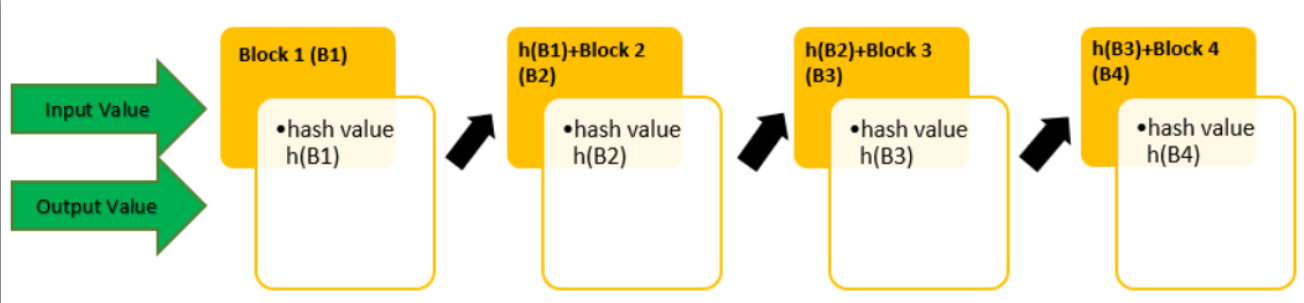 Input Value
Output Value
Block 1 (B1)
•hash value
h(B1)
h(B1)+Block 2
(B2)
•hash value
h(B2)
h(B2)+Block 3
(B3)
•hash value
h(B3)
h(B3)+Block 4
(B4)
•hash value
h(B4)